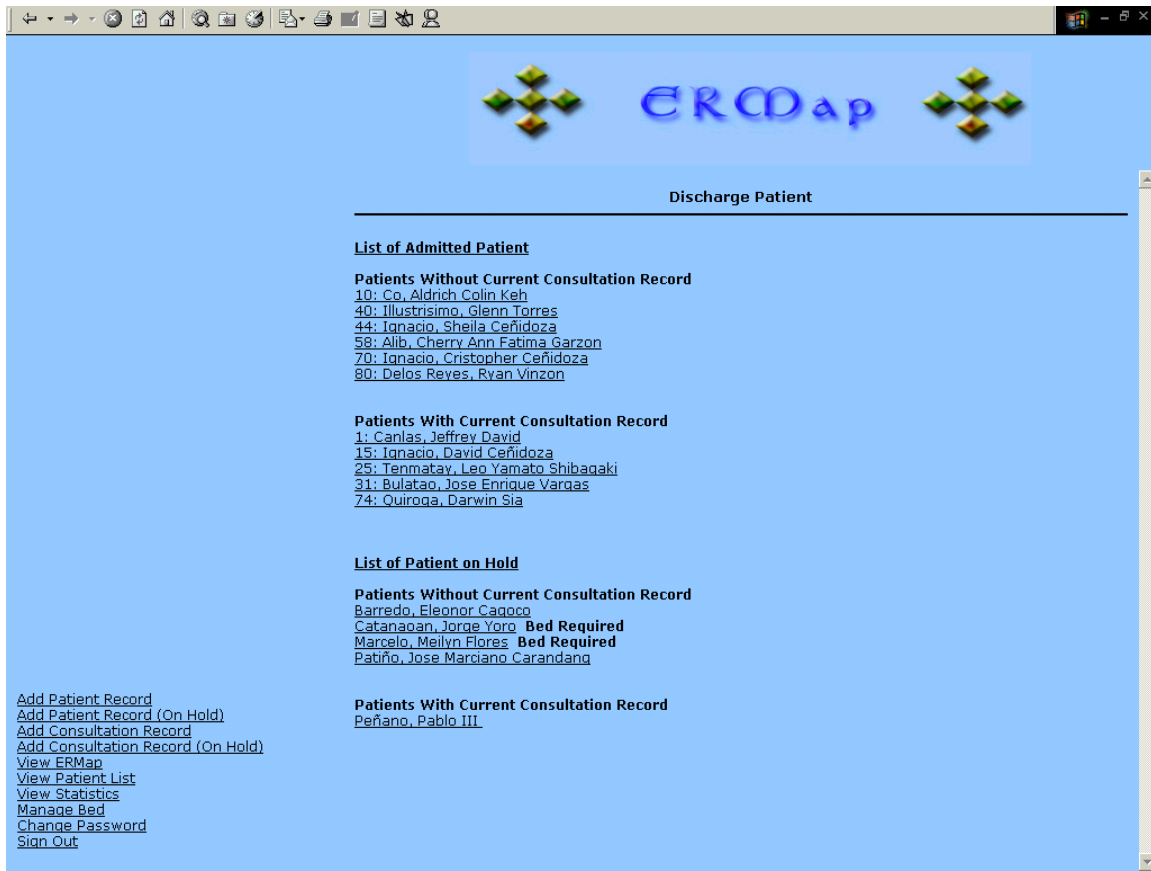 ERMap
Discharge Patient
List of Admitted Patient
Patients Without Current Consultation Record
10: Co, Aldrich Colin Keh
40: Illustrisimo, Glenn Torres
44: Ignacio, Sheila Ceñidoza
58: Alib, Cherry Ann Fatima Garzon
70: Ignacio, Cristopher Ceñidoza
80: Delos Reyes, Ryan Vinzon
Patients With Current Consultation Record
1: Canlas, Jeffrey David
15: Ignacio, David Ceñidoza
25: Tenmatay, Leo Yamato Shibagaki
31: Bulatao, Jose Enrique Vargas
74: Quiroga, Darwin Sia
List of Patient on Hold
Patients Without Current Consultation Record
Barredo, Eleonor Cagoco
Catanaoan, Jorge Yoro Bed Required
Marcelo, Meilyn Flores Bed Required
Patiño, Jose Marciano Carandang
Patients With Current Consultation Record
Peñano, Pablo III
Add Patient Record
Add Patient Record (On Hold)
Add Consultation Record
Add Consultation Record (On Hold)
View ERMap
View Patient List
View Statistics
Manage Bed
Change Password
Sign Out